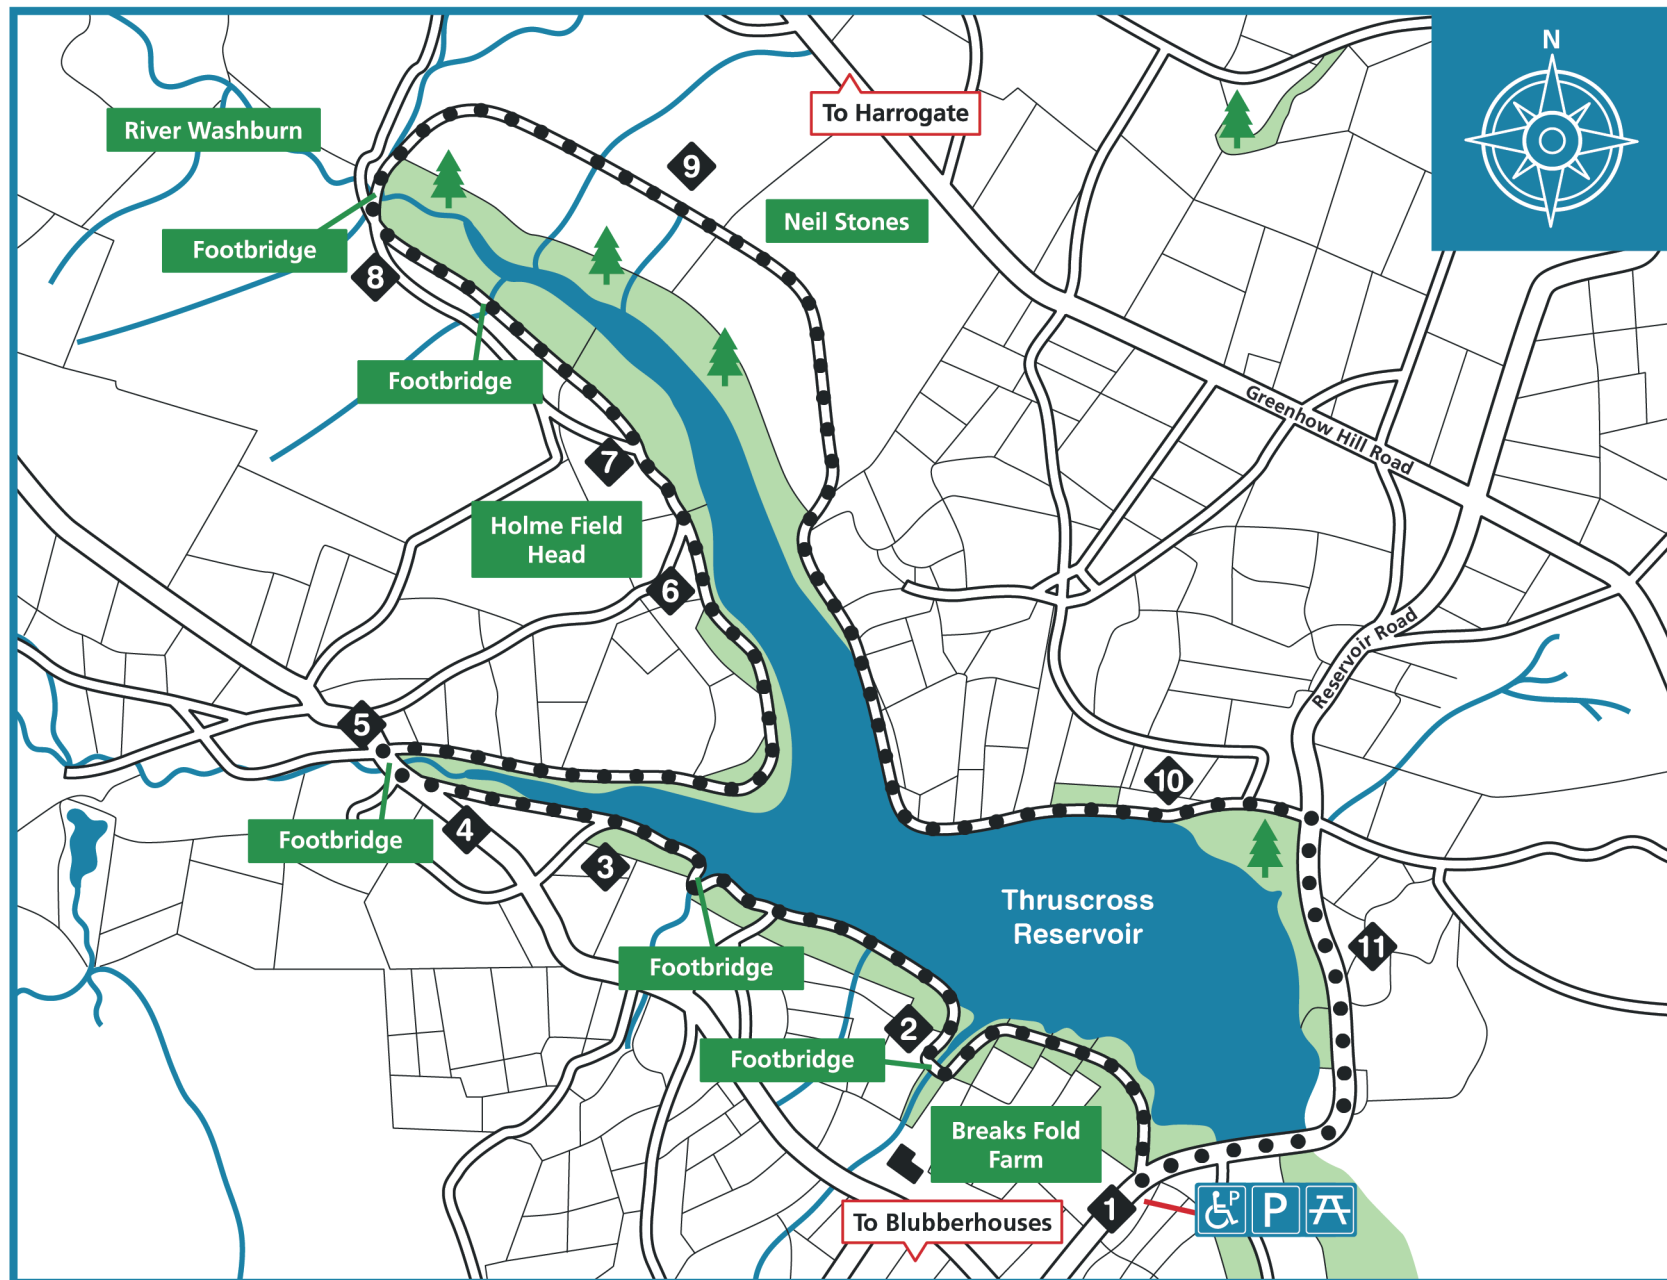 N
To Harrogate
River Washburn
9
Neil Stones
Footbridge
8
Footbridge
Greenhow Hill Road
7
Holme Field
Head
6
Reservoir Road
5
10
4
Footbridge
3
Thruscross
Reservoir
11
Footbridge
2
Footbridge
Breaks Fold
Farm
1
P
P
To Blubberhouses